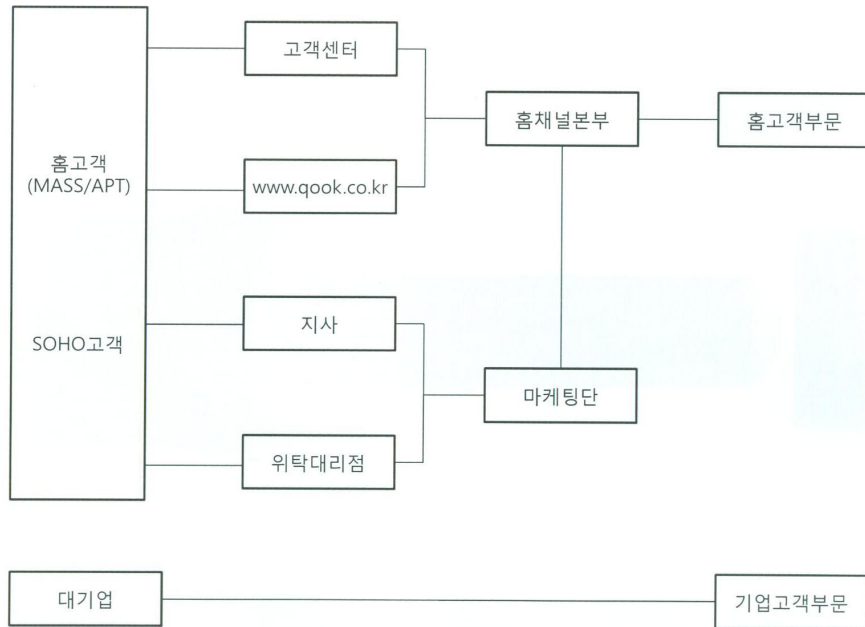 고객센터
홈채널본부
홈고객부문
홈고객
(MASS/APT)
www.qook.co.kr
지사
SOHO고객
마케팅단
위탁대리점
대기업
기업고객부문